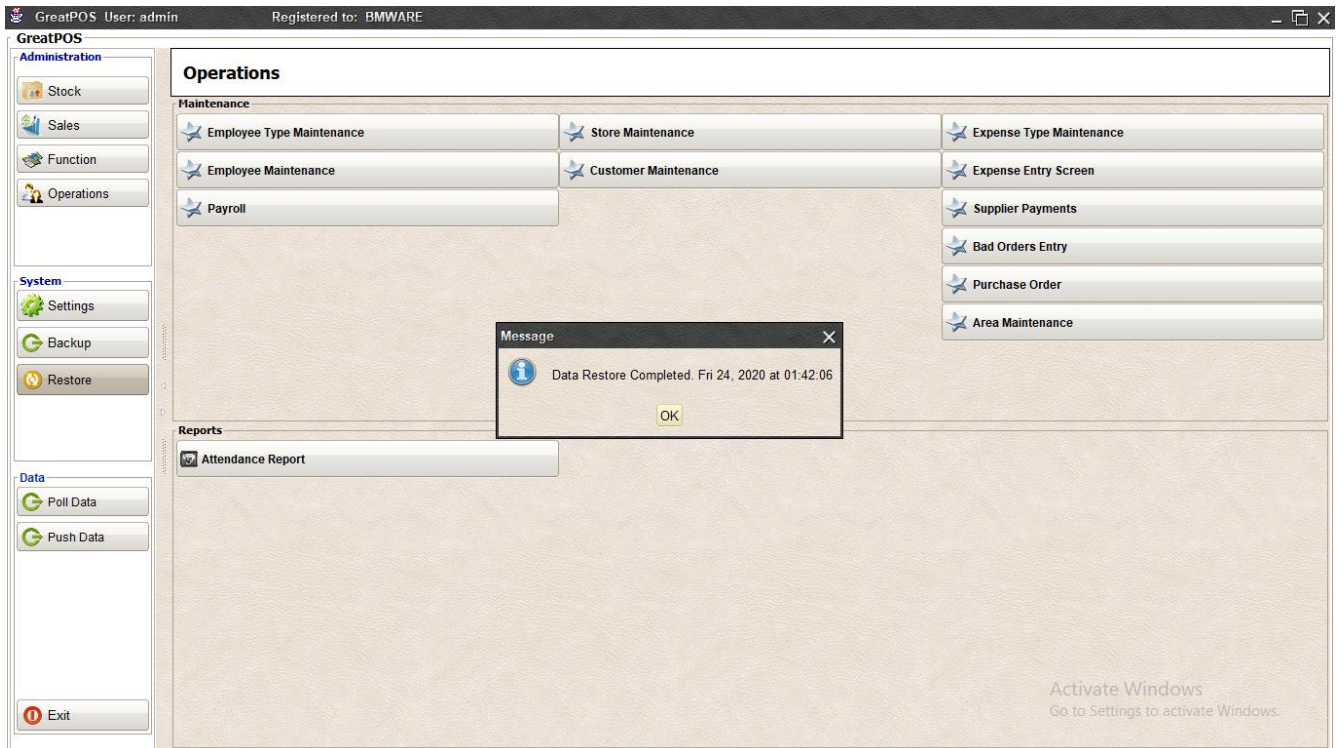 GreatPOS User: admin Registered to: BMWARE
GreatPOS
Administration
Stock
Sales
Function
Operations
System
Settings
Backup
Restore
Data
Poll Data
Push Data
Exit
Operations
Maintenance
Employee Type Maintenance
Store Maintenance
Expense Type Maintenance
Employee Maintenance
Customer Maintenance
Expense Entry Screen
Payroll
Supplier Payments
Bad Orders Entry
Purchase Order
Area Maintenance
Message
Data Restore Completed. Fri 24, 2020 at 01:42:06
OK
Reports
Attendance Report
Activate Windows
Go to Settings to activate Windows.